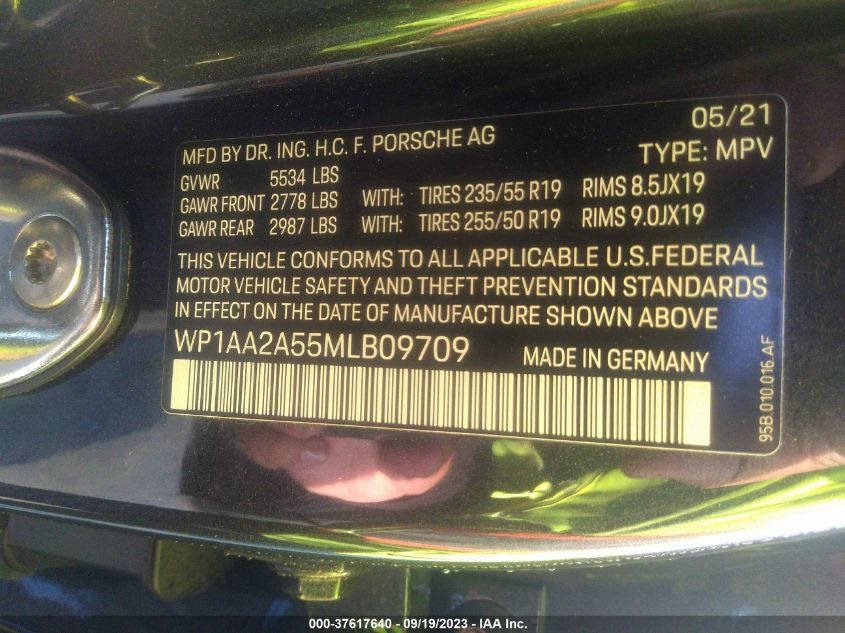 05/21
MFD BY DR. ING. H.C. F. PORSCHE AG
TYPE: MPV
GVWR 5534 LBS
GAWR FRONT 2778 LBS WITH: TIRES 235/55 R19 RIMS 8.5JX19
GAWR REAR 2987 LBS WITH: TIRES 255/50 R19 RIMS 9.0JX19
THIS VEHICLE CONFORMS TO ALL APPLICABLE U.S.FEDERAL
MOTOR VEHICLE SAFETY AND THEFT PREVENTION STANDARDS
IN EFFECT ON THE DATE OF MANUFACTURE SHOWN ABOVE
WP1AA2A55MLB09709 MADE IN GERMANY
95B.010.016.AF
000-37617640 - 09/19/2023 - IAA Inc.